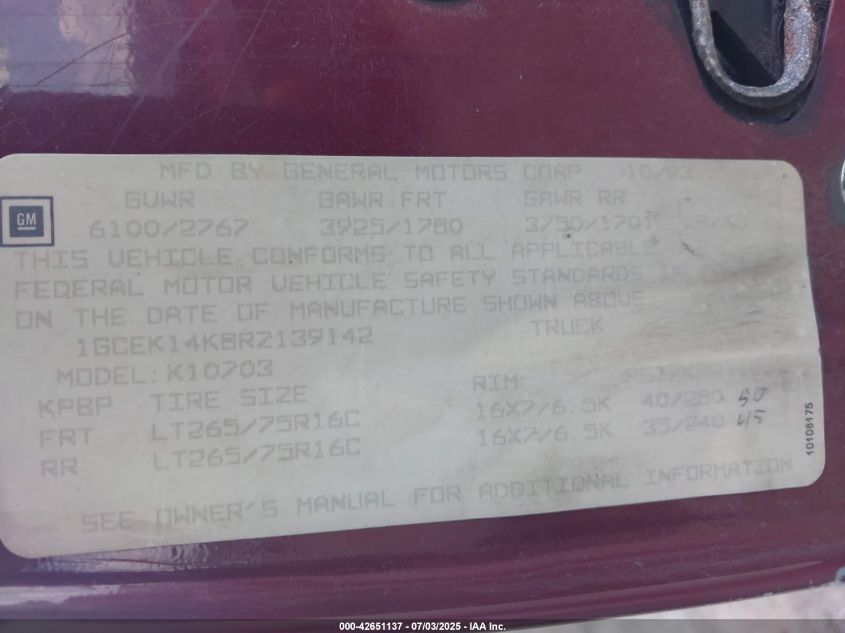 MFD BY GENERAL MOTORS CORP 10/93
GM
GVWR GAWR FRT GAWR RR
6100/2767 3925/1780 3750/1701
THIS VEHICLE CONFORMS TO ALL APPLICABLE
FEDERAL MOTOR VEHICLE SAFETY STANDARDS IN
ON THE DATE OF MANUFACTURE SHOWN ABOVE.
1GCEK14K8RZ139142 TRUCK
MODEL:K10703
KPBP TIRE SIZE RIM PSI/KPA
FRT LT265/75R16C 16X7/6.5K 40/280 50
RR LT265/75R16C 16X7/6.5K 35/240 45
SEE OWNER'S MANUAL FOR ADDITIONAL INFORMATION
10108175
000-42651137 - 07/03/2025 - IAA Inc.